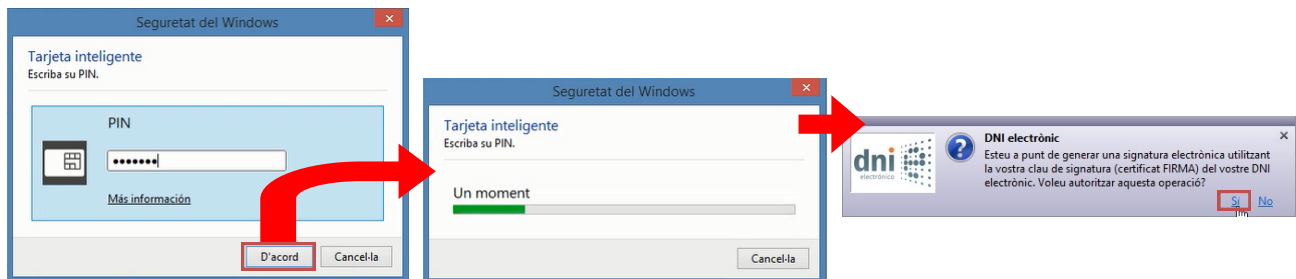 Seguretat del Windows
Tarjeta inteligente
Escriba su PIN.
PIN
•••••••
Más información
D'acord
Cancel·la
Seguretat del Windows
Tarjeta inteligente
Escriba su PIN.
Un moment
Cancel·la
dni
electrónico
DNI electrònic
Esteu a punt de generar una signatura electrònica utilitzant
la vostra clau de signatura (certificat FIRMA) del vostre DNI
electrònic. Voleu autoritzar aquesta operació?
Sí
No